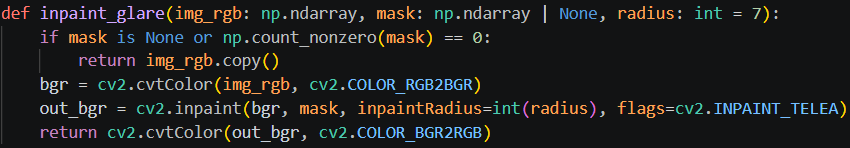 def inpaint_glare(img_rgb: np.ndarray, mask: np.ndarray | None, radius: int = 7):
    if mask is None or np.count_nonzero(mask) == 0:
        return img_rgb.copy()
    bgr = cv2.cvtColor(img_rgb, cv2.COLOR_RGB2BGR)
    out_bgr = cv2.inpaint(bgr, mask, inpaintRadius=int(radius), flags=cv2.INPAINT_TELEA)
    return cv2.cvtColor(out_bgr, cv2.COLOR_BGR2RGB)